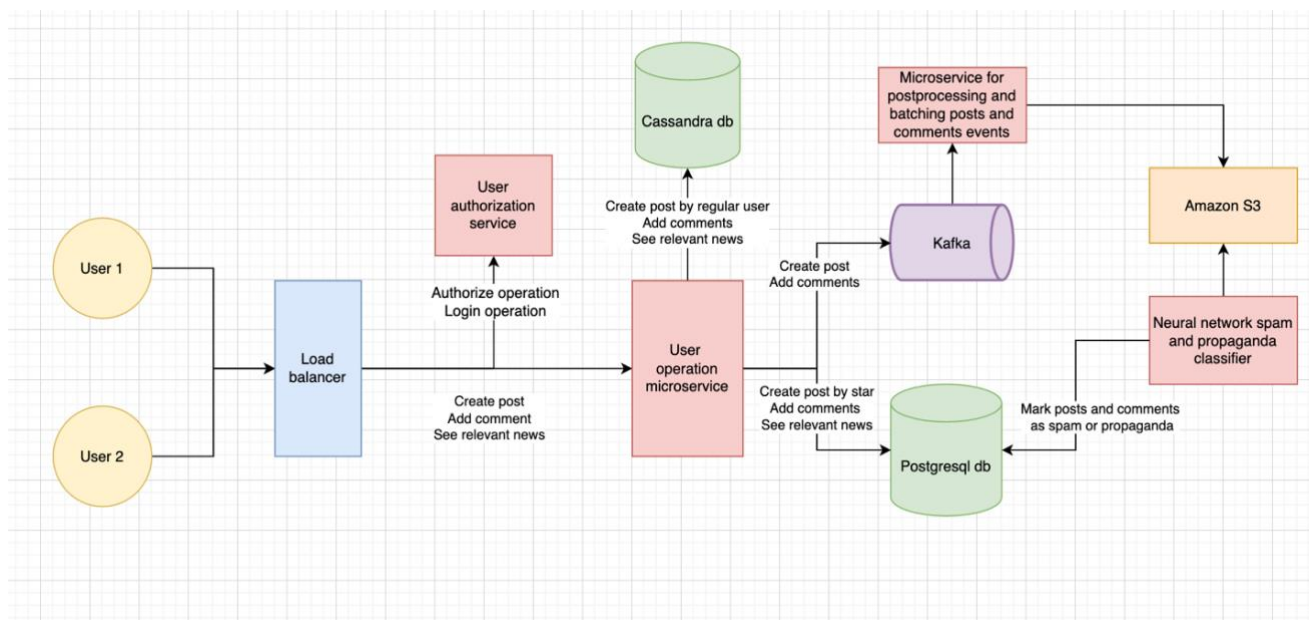 User 1
User 2
Load
balancer
User
authorization
service
Authorize operation
Login operation
Create post
Add comment
See relevant news
Cassandra db
Create post by regular user
Add comments
See relevant news
User
operation
microservice
Create post
Add comments
Create post by star
Add comments
See relevant news
Microservice for
postprocessing and
batching posts and
comments events
Kafka
Postgresql db
Amazon S3
Neural network spam
and propaganda
classifier
Mark posts and comments
as spam or propaganda